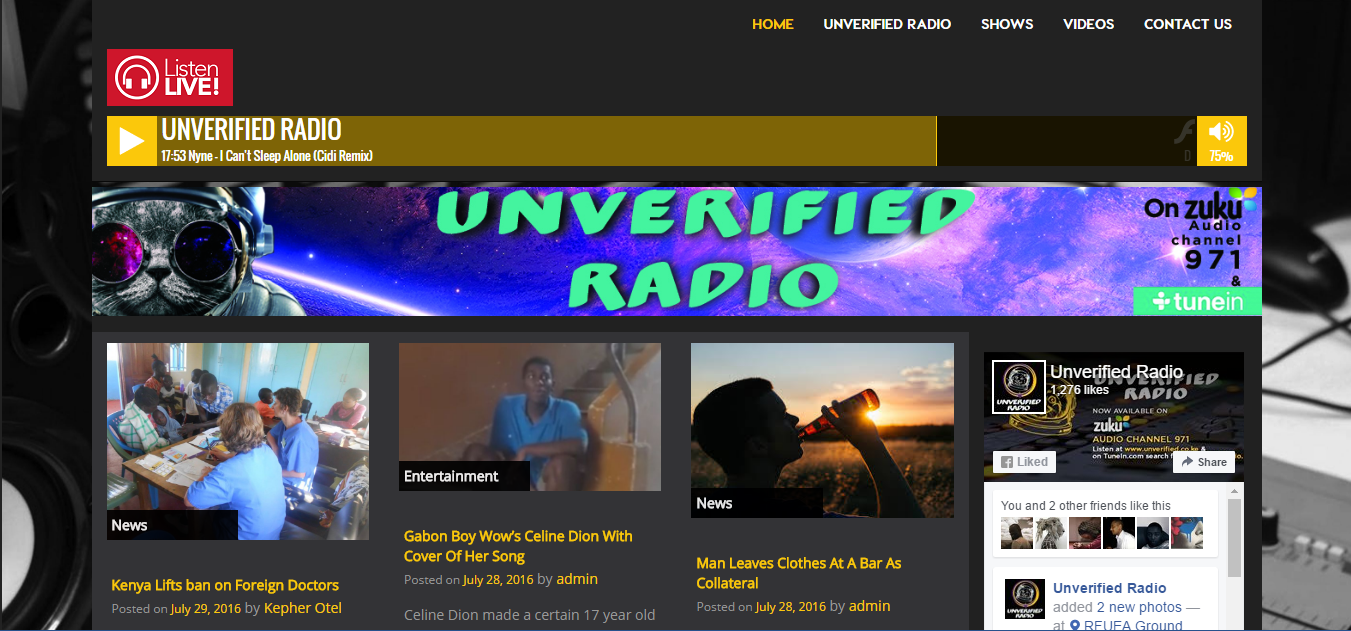 HOME UNVERIFIED RADIO SHOWS VIDEOS CONTACT US
Listen
LIVE!
UNVERIFIED RADIO
17:53 Nyne - I Can't Sleep Alone (Cidi Remix)
75%
UNVERIFIED
RADIO
On zuku
Audio
channel
971
&
tunein
News
Kenya Lifts ban on Foreign Doctors
Posted on July 29, 2016 by Kepher Otel
Entertainment
Gabon Boy Wow's Celine Dion With
Cover Of Her Song
Posted on July 28, 2016 by admin
Celine Dion made a certain 17 year old
News
Man Leaves Clothes At A Bar As
Collateral
Posted on July 28, 2016 by admin
Unverified Radio
1,276 likes
UNVERIFIED
RADIO
UNVERIFIED
RADIO
NOW AVAILABLE ON
zuku
AUDIO CHANNEL 971
Listen at www.unverified.co.ke &
on TuneIn.com search
Liked
Share
You and 2 other friends like this
UNVERIFIED
RADIO
Unverified Radio
added 2 new photos —
at REUEA Ground